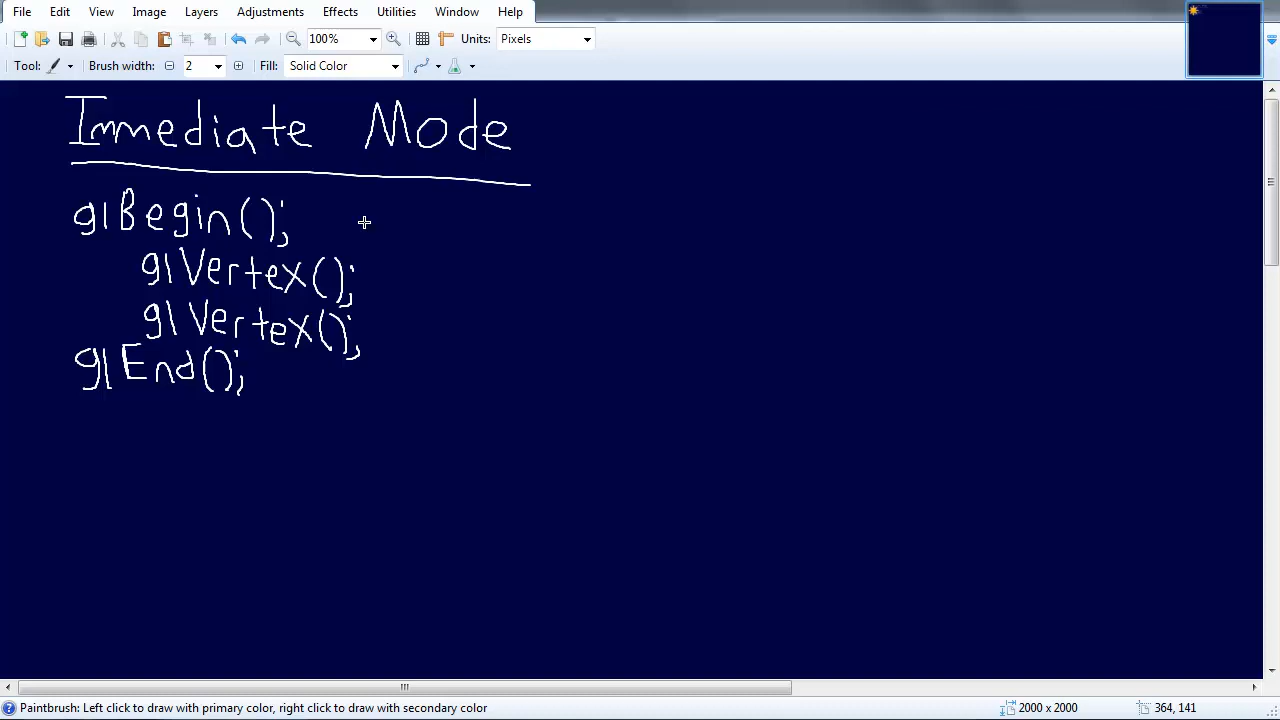 File Edit View Image Layers Adjustments Effects Utilities Window Help
100% Units: Pixels
Tool: Brush width: 2 Fill: Solid Color
Immediate Mode
glBegin();
glVertex();
glVertex();
glEnd();
Paintbrush: Left click to draw with primary color, right click to draw with secondary color 2000 x 2000 364, 141